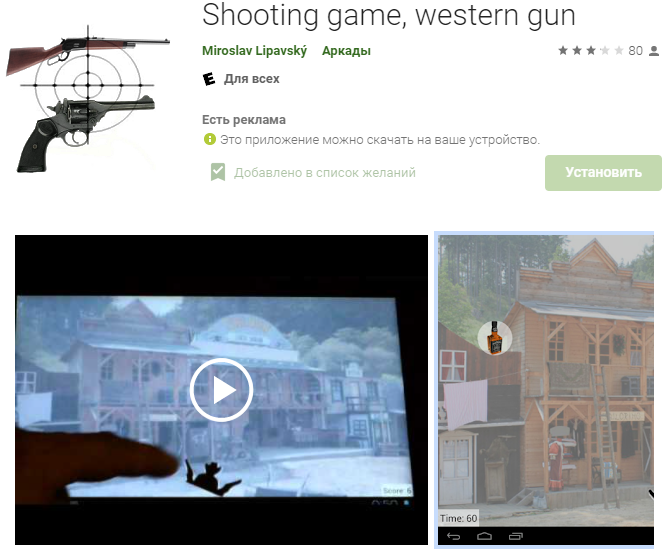 Shooting game, western gun
Miroslav Lipavský Аркады
80
E Для всех
Есть реклама
Это приложение можно скачать на ваше устройство.
Добавлено в список желаний
Установить
Score: 6
Time: 60